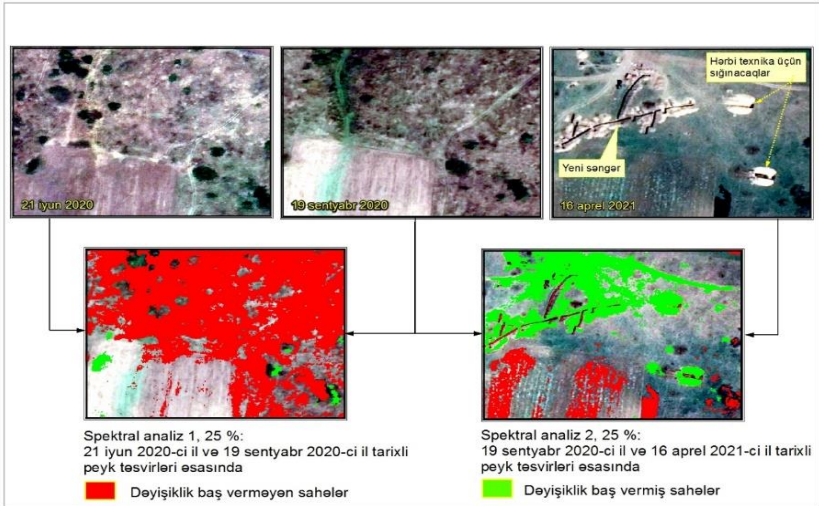 Hərbi texnika üçün
sığınacaqlar
Yeni səngər
21 iyun 2020
19 sentyabr 2020
16 aprel 2021
Spektral analiz 1, 25 %:
21 iyun 2020-ci il və 19 sentyabr 2020-ci il tarixli
peyk təsvirləri əsasında
Dəyişiklik baş verməyən sahələr
Spektral analiz 2, 25 %:
19 sentyabr 2020-ci il və 16 aprel 2021-ci il tarixli
peyk təsvirləri əsasında
Dəyişiklik baş vermiş sahələr